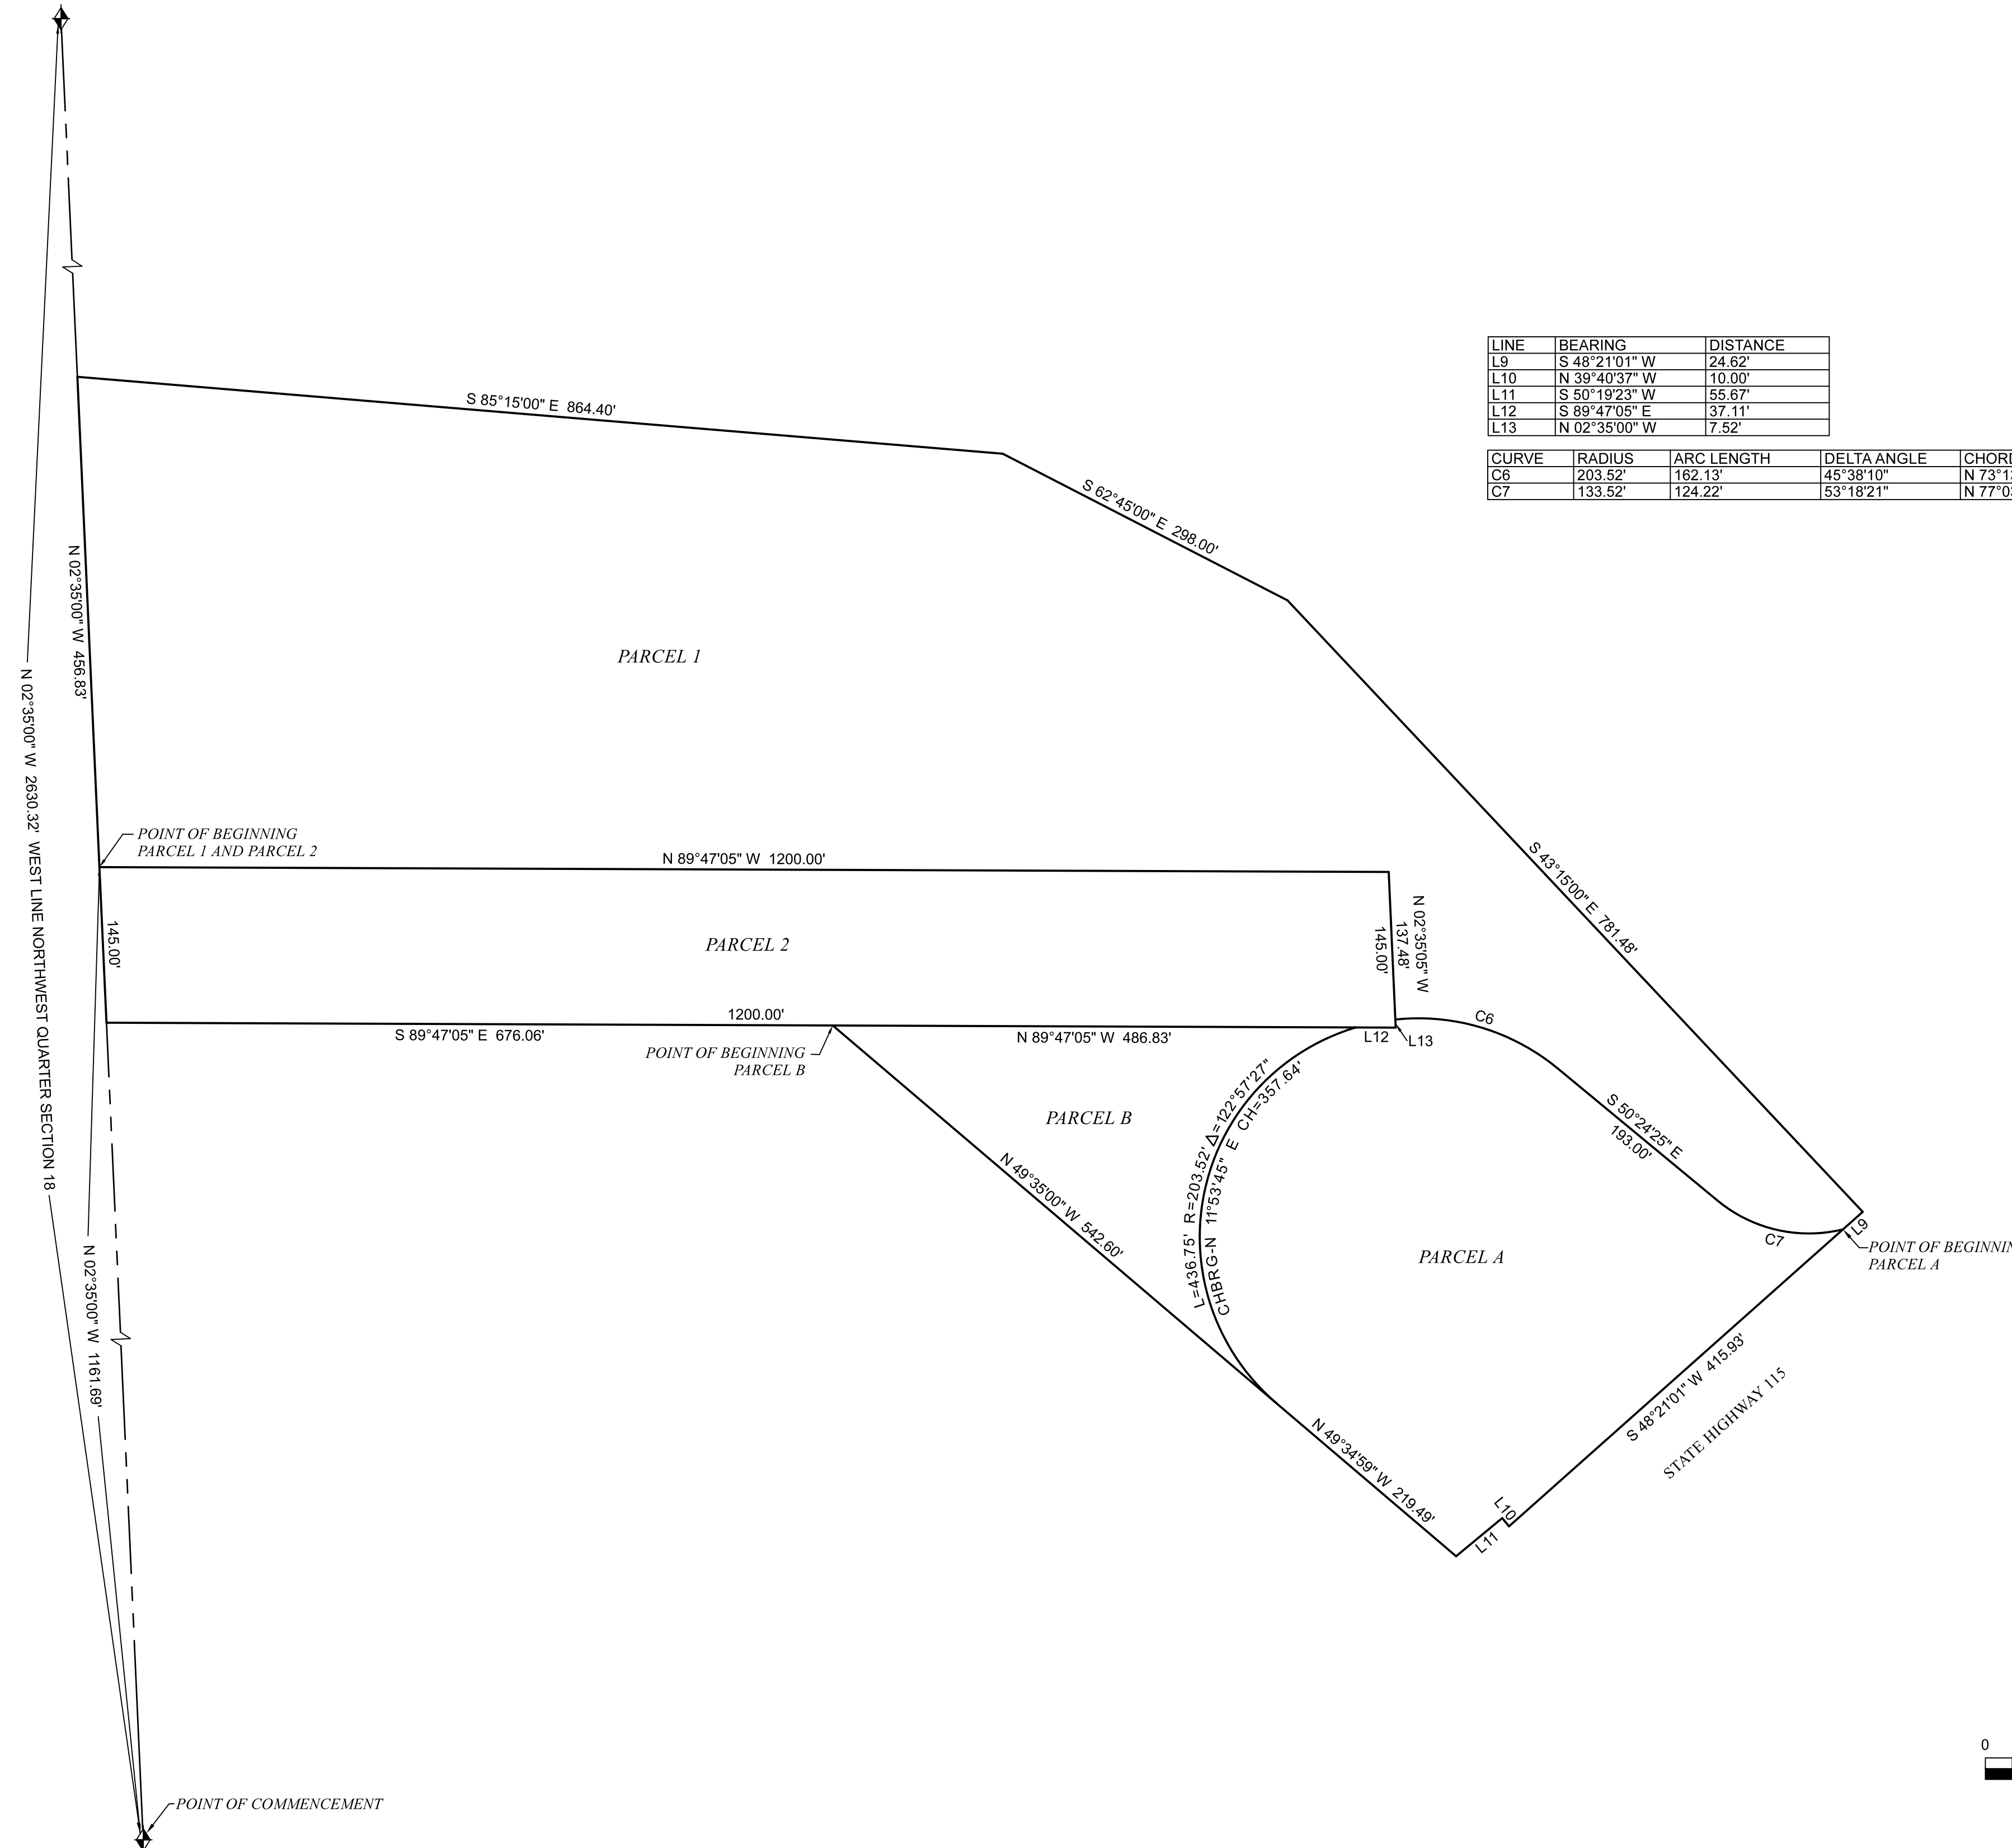 LINE BEARING DISTANCE
L9 S 48°21'01" W 24.62'
L10 N 39°40'37" W 10.00'
L11 S 50°19'23" W 55.67'
L12 S 89°47'05" E 37.11'
L13 N 02°35'00" W 7.52'
CURVE RADIUS ARC LENGTH DELTA ANGLE
C6 203.52' 162.13' 45°38'10"
C7 133.52' 124.22' 53°18'21"
S 85°15'00" E 864.40'
S 62°45'00" E 298.00'
N 02°35'00" W 456.83'
PARCEL 1
N 02°35'00" W 2630.32' WEST LINE NORTHWEST QUARTER SECTION 18
S 43°15'00" E 781.48'
POINT OF BEGINNING
PARCEL 1 AND PARCEL 2
N 89°47'05" W 1200.00'
145.00'
PARCEL 2
145.00'
137.48'
N 02°35'05" W
1200.00'
S 89°47'05" E 676.06'
N 89°47'05" W 486.83'
L12
L13
C6
POINT OF BEGINNING
PARCEL B
PARCEL B
L=436.75' R=203.52' Δ=122°57'27"
CHBRG-N 11°53'45" E CH=357.64'
S 50°24'25" E
193.00'
N 49°35'00" W 542.60'
PARCEL A
C7
L9
PARCEL A
N 02°35'00" W 1161.69'
S 48°21'01" W 415.93'
STATE HIGHWAY 115
N 49°34'59" W 219.49'
L10
L11
0
POINT OF COMMENCEMENT